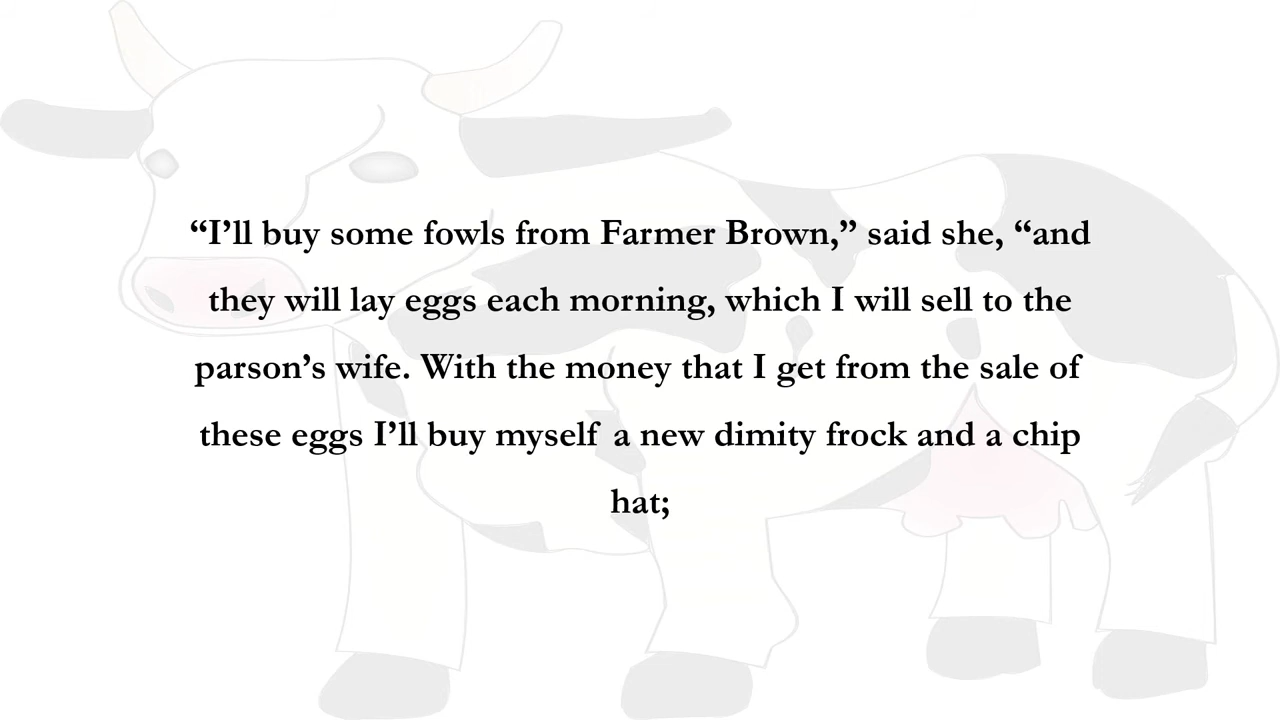 “I’ll buy some fowls from Farmer Brown,” said she, “and
they will lay eggs each morning, which I will sell to the
parson’s wife. With the money that I get from the sale of
these eggs I’ll buy myself a new dimity frock and a chip
hat;